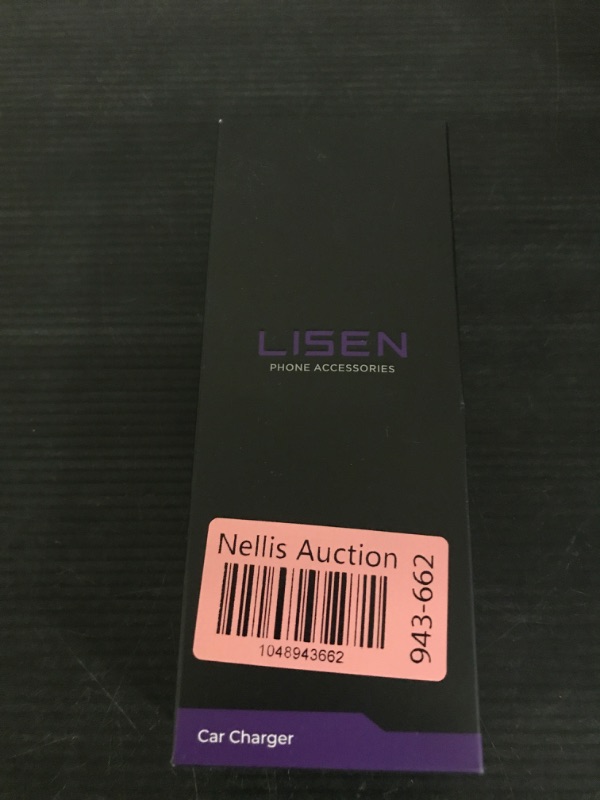 LISEN
PHONE ACCESSORIES
Nellis Auction
1048943662
943-662
Car Charger